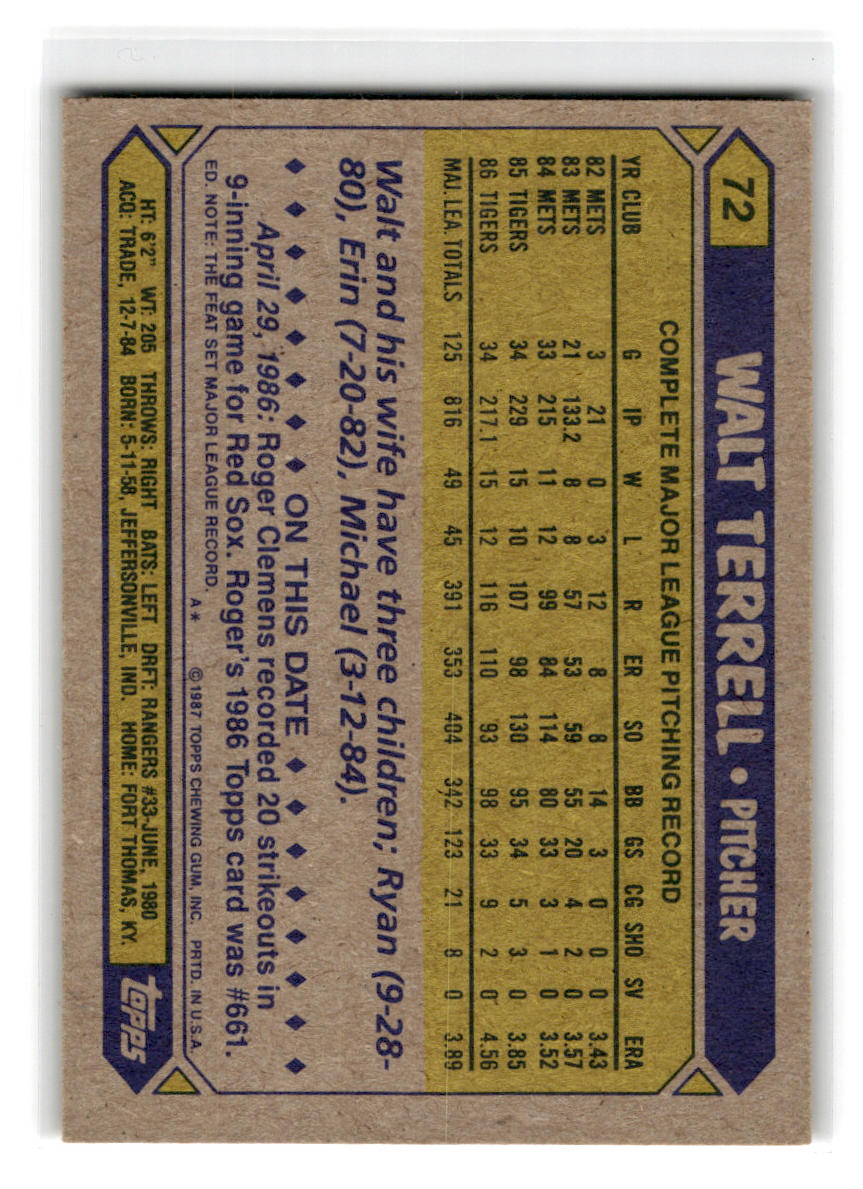 72 WALT TERRELL • PITCHER
COMPLETE MAJOR LEAGUE PITCHING RECORD
YR CLUB G IP W L R ER SO BB GS CG SHO SV ERA
82 METS 3 21 0 3 12 8 8 14 3 0 0 0 3.43
83 METS 21 133.2 8 8 57 53 59 55 20 4 2 0 3.57
84 METS 33 215 11 12 99 84 114 80 33 3 1 0 3.52
85 TIGERS 34 229 15 10 107 98 130 95 34 5 3 0 3.85
86 TIGERS 34 217.1 15 12 116 110 93 98 33 9 2 0 4.56
MAJ. LEA. TOTALS 125 816 49 45 391 353 404 342 123 21 8 0 3.89
Walt and his wife have three children; Ryan (9-28-
80), Erin (7-20-82), Michael (3-12-84).
ON THIS DATE
April 29, 1986: Roger Clemens recorded 20 strikeouts in
9-inning game for Red Sox. Roger's 1986 Topps card was #661.
ED. NOTE: THE FEAT SET MAJOR LEAGUE RECORD. A* ©1987 TOPPS CHEWING GUM, INC. PRTD. IN U.S.A.
HT: 6'2" WT: 205 THROWS: RIGHT BATS: LEFT DRFT: RANGERS #33-JUNE, 1980
ACQ: TRADE, 12-7-84 BORN: 5-11-58, JEFFERSONVILLE, IND. HOME: FORT THOMAS, KY.
TOPPS